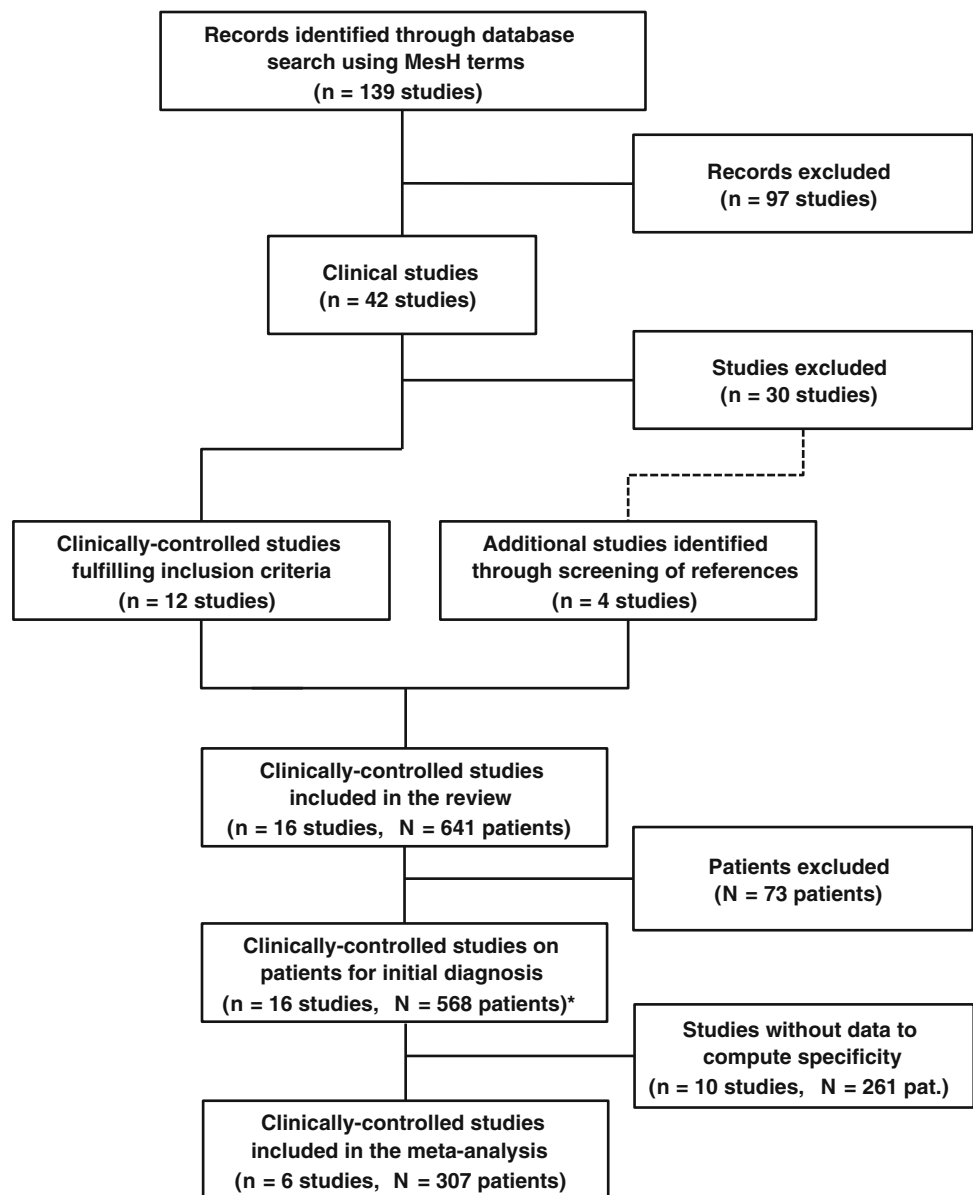 Records identified through database
search using MesH terms
(n = 139 studies)
Records excluded
(n = 97 studies)
Clinical studies
(n = 42 studies)
Studies excluded
(n = 30 studies)
Clinically-controlled studies
fulfilling inclusion criteria
(n = 12 studies)
Additional studies identified
through screening of references
(n = 4 studies)
Clinically-controlled studies
included in the review
(n = 16 studies, N = 641 patients)
Patients excluded
(N = 73 patients)
Clinically-controlled studies on
patients for initial diagnosis
(n = 16 studies, N = 568 patients)*
Studies without data to
compute specificity
(n = 10 studies, N = 261 pat.)
Clinically-controlled studies
included in the meta-analysis
(n = 6 studies, N = 307 patients)